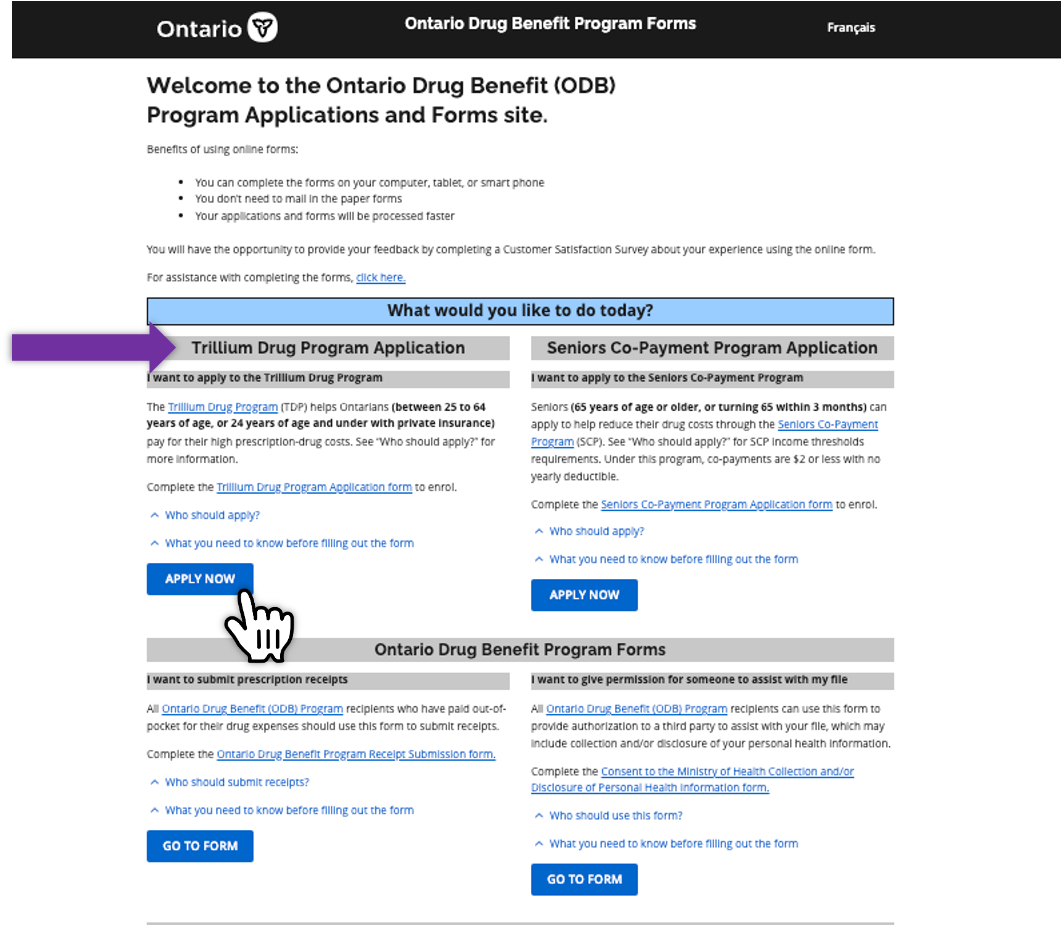 Ontario
Ontario Drug Benefit Program Forms
Français
Welcome to the Ontario Drug Benefit (ODB)
Program Applications and Forms site.
Benefits of using online forms:
• You can complete the forms on your computer, tablet, or smart phone
• You don't need to mail in the paper forms
• Your applications and forms will be processed faster
You will have the opportunity to provide your feedback by completing a Customer Satisfaction Survey about your experience using the online form.
For assistance with completing the forms, click here.
What would you like to do today?
Trillium Drug Program Application
I want to apply to the Trillium Drug Program
The Trillium Drug Program (TDP) helps Ontarians (between 25 to 64
years of age, or 24 years of age and under with private insurance)
pay for their high prescription-drug costs. See "Who should apply?" for
more information.
Complete the Trillium Drug Program Application form to enrol.
Who should apply?
What you need to know before filling out the form
APPLY NOW
Seniors Co-Payment Program Application
I want to apply to the Seniors Co-Payment Program
Seniors (65 years of age or older, or turning 65 within 3 months) can
apply to help reduce their drug costs through the Seniors Co-Payment
Program (SCP). See "Who should apply?" for SCP income thresholds
requirements. Under this program, co-payments are $2 or less with no
yearly deductible.
Complete the Seniors Co-Payment Program Application form to enrol.
Who should apply?
What you need to know before filling out the form
APPLY NOW
Ontario Drug Benefit Program Forms
I want to submit prescription receipts
All Ontario Drug Benefit (ODB) Program recipients who have paid out-of-
pocket for their drug expenses should use this form to submit receipts.
Complete the Ontario Drug Benefit Program Receipt Submission form.
Who should submit receipts?
What you need to know before filling out the form
GO TO FORM
I want to give permission for someone to assist with my file
All Ontario Drug Benefit (ODB) Program recipients can use this form to
provide authorization to a third party to assist with your file, which may
include collection and/or disclosure of your personal health information.
Complete the Consent to the Ministry of Health Collection and/or
Disclosure of Personal Health Information form.
Who should use this form?
What you need to know before filling out the form
GO TO FORM